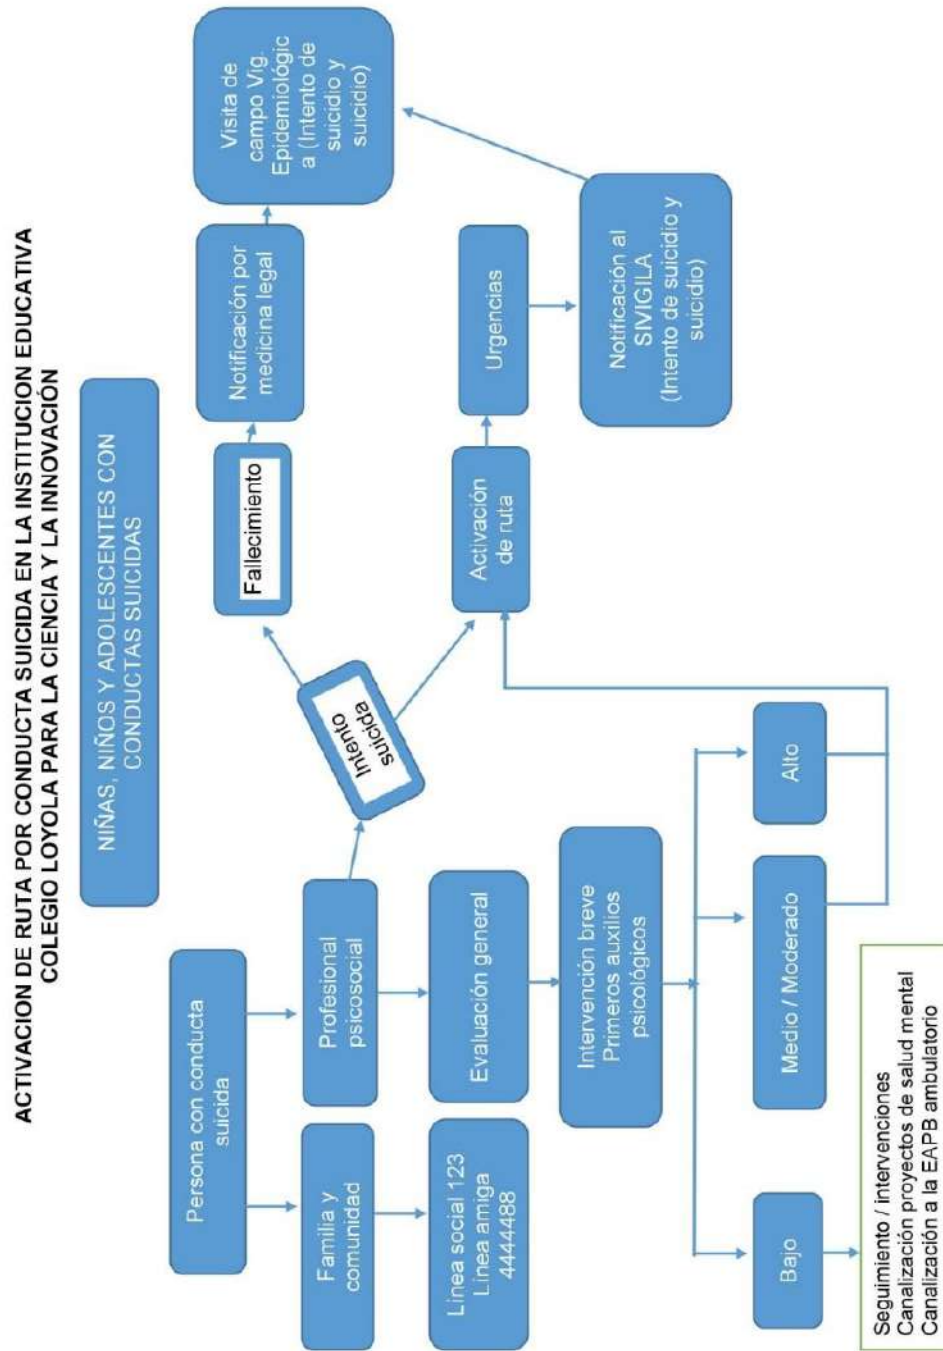 ACTIVACION DE RUTA POR CONDUCTA SUICIDA EN LA INSTITUCION EDUCATIVA
COLEGIO LOYOLA PARA LA CIENCIA Y LA INNOVACIÓN
NIÑAS, NIÑOS Y ADOLESCENTES CON
CONDUCTAS SUICIDAS
Persona con conducta
suicida
Familia y
comunidad
Profesional
psicosocial
Intento
suicida
Fallecimiento
Notificación por
medicina legal
Visita de
campo Vig.
Epidemiológic
a (Intento de
suicidio y
suicidio)
Línea social 123
Línea amiga
4444488
Evaluación general
Activación
de ruta
Urgencias
Intervención breve
Primeros auxilios
psicológicos
Notificación al
SIVIGILA
(Intento de suicidio y
suicidio)
Bajo
Medio / Moderado
Alto
Seguimiento / intervenciones
Canalización proyectos de salud mental
Canalización a la EAPB ambulatorio